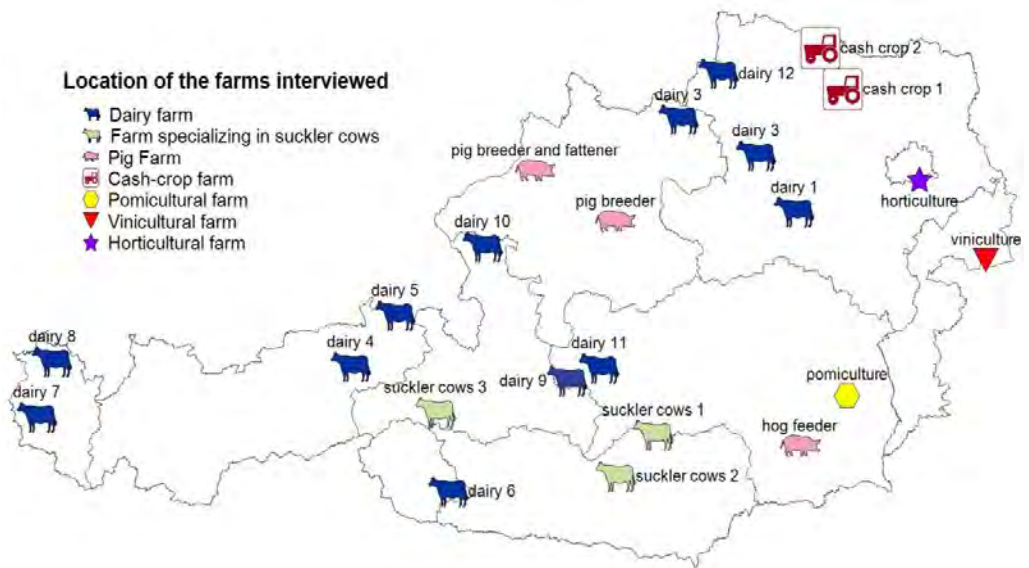 Location of the farms interviewed
Dairy farm
Farm specializing in suckler cows
Pig Farm
Cash-crop farm
Pomicultural farm
Vinicultural farm
Horticultural farm
cash crop 2
dairy 12
cash crop 1
dairy 3
dairy 3
pig breeder and fattener
dairy 1
horticulture
pig breeder
dairy 10
viniculture
dairy 5
dairy 8
dairy 4
dairy 11
dairy 9
pomiculture
dairy 7
suckler cows 3
suckler cows 1
hog feeder
suckler cows 2
dairy 6